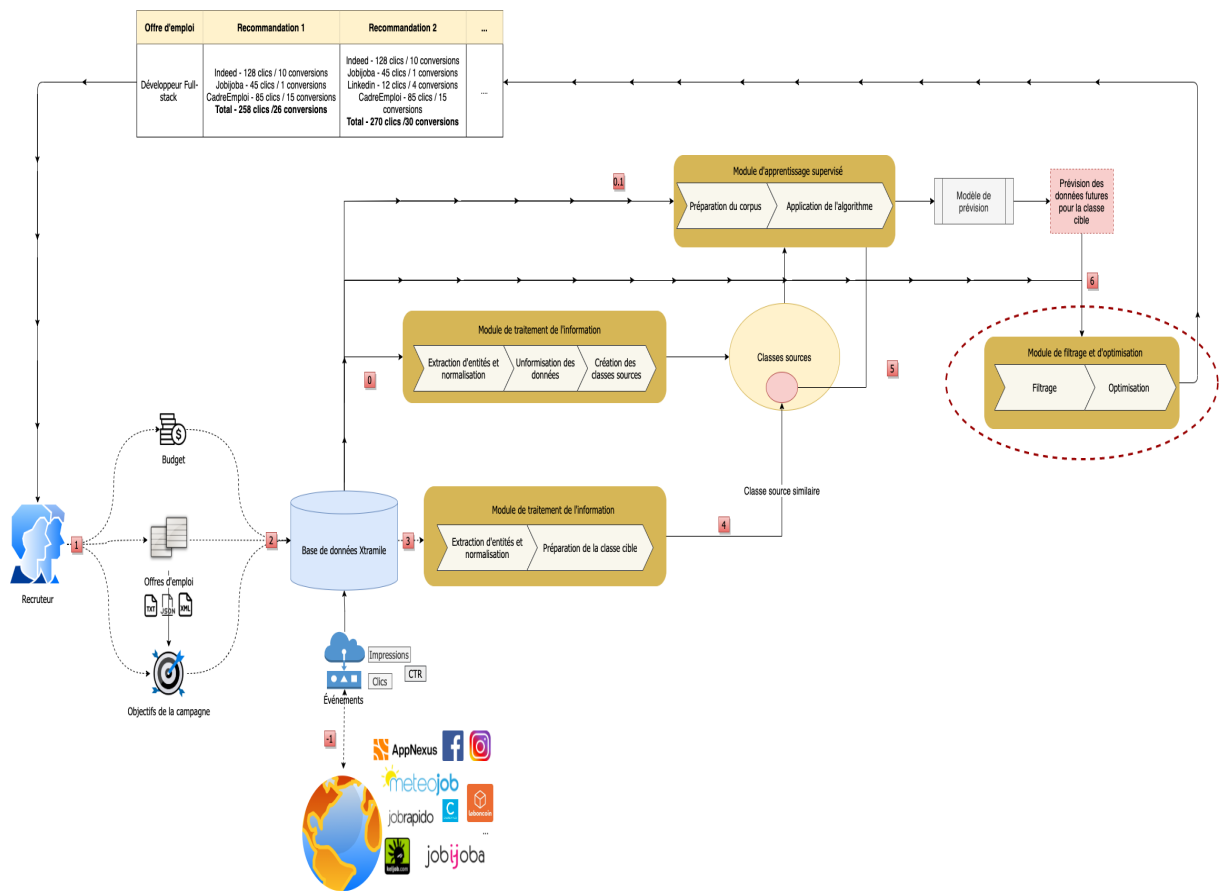 Offre d'emploi
Recommandation 1
Recommandation 2
...
Développeur Full-
stack
Indeed - 128 clics / 10 conversions
Jobijoba - 45 clics / 1 conversions
CadreEmploi - 85 clics / 15 conversions
Total - 258 clics /26 conversions
Indeed - 128 clics / 10 conversions
Jobijoba - 45 clics / 1 conversions
Linkedin - 12 clics / 4 conversions
CadreEmploi - 85 clics / 15
conversions
Total - 270 clics /30 conversions
....
0.1
Module d'apprentissage supervisé
Préparation du corpus
Application de l'algorithme
Modèle de
prévision
Prévision des
données futures
pour la classe
cible
6
Module de traitement de l'information
Extraction d'entités et
normalisation
Unformisation des
données
Création des
classes sources
0
Classes sources
5
Module de filtrage et d'optimisation
Filtrage
Optimisation
Budget
Classe source similaire
Recruteur
1
Offres d'emploi
TXT
JSON
XML
Objectifs de la campagne
2
Base de données Xtramile
3
Module de traitement de l'information
Extraction d'entités et
normalisation
Préparation de la classe cible
4
Impressions
Clics
CTR
Événements
-1
AppNexus
meteojob
jobrapido
C
leboncoin
...
jobijoba